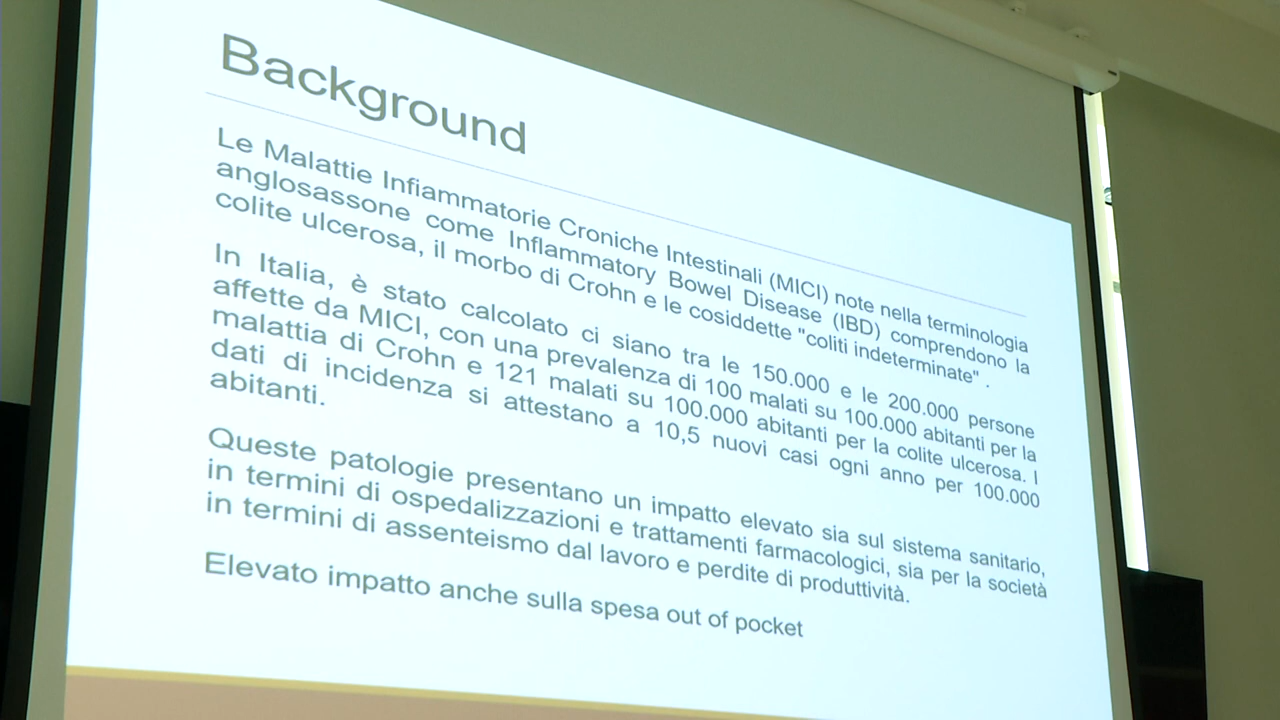 Background
Le Malattie Infiammatorie Croniche Intestinali (MICI) note nella terminologia
anglosassone come Inflammatory Bowel Disease (IBD) comprendono la
colite ulcerosa, il morbo di Crohn e le cosiddette "coliti indeterminate" .
In Italia, è stato calcolato ci siano tra le 150.000 e le 200.000 persone
affette da MICI, con una prevalenza di 100 malati su 100.000 abitanti per la
malattia di Crohn e 121 malati su 100.000 abitanti per la colite ulcerosa. I
dati di incidenza si attestano a 10,5 nuovi casi ogni anno per 100.000
abitanti.
Queste patologie presentano un impatto elevato sia sul sistema sanitario,
in termini di ospedalizzazioni e trattamenti farmacologici, sia per la società
in termini di assenteismo dal lavoro e perdite di produttività.
Elevato impatto anche sulla spesa out of pocket